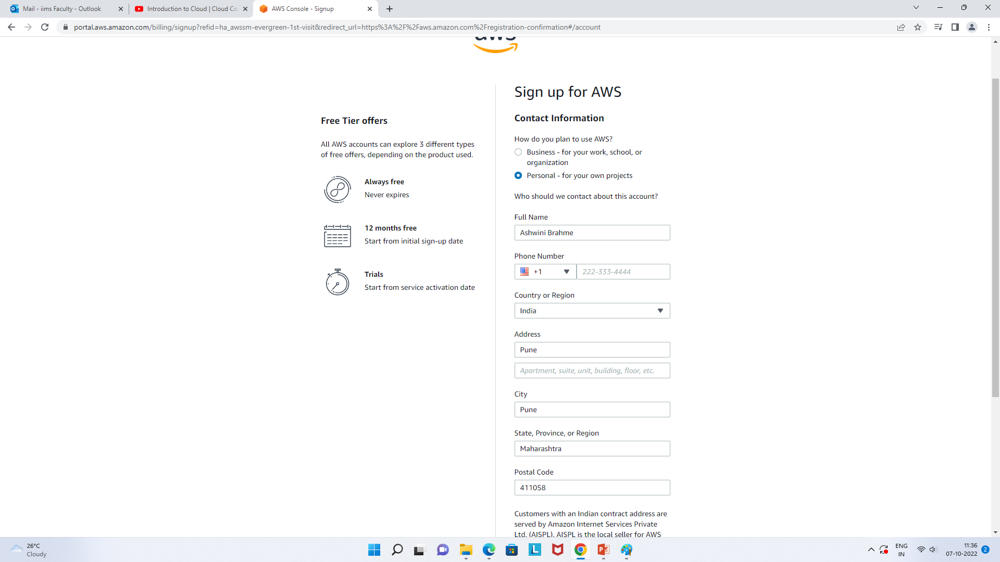 Mail - iims Faculty - Outlook
Introduction to Cloud | Cloud Co
AWS Console - Signup
portal.aws.amazon.com/billing/signup?refid=ha_awssm-evergreen-1st-visit&redirect_url=https%3A%2F%2Faws.amazon.com%2Fregistration-confirmation#/account
aws
Sign up for AWS
Free Tier offers
All AWS accounts can explore 3 different types
of free offers, depending on the product used.
Always free
Never expires
12 months free
Start from initial sign-up date
Trials
Start from service activation date
Contact Information
How do you plan to use AWS?
Business - for your work, school, or
organization
Personal - for your own projects
Who should we contact about this account?
Full Name
Ashwini Brahme
Phone Number
+1
222-333-4444
Country or Region
India
Address
Pune
Apartment, suite, unit, building, floor, etc.
City
Pune
State, Province, or Region
Maharashtra
Postal Code
411058
Customers with an Indian contract address are
served by Amazon Internet Services Private
Ltd. (AISPL). AISPL is the local seller for AWS
26°C
Cloudy
L
ENG
IN
11:36
07-10-2022
2